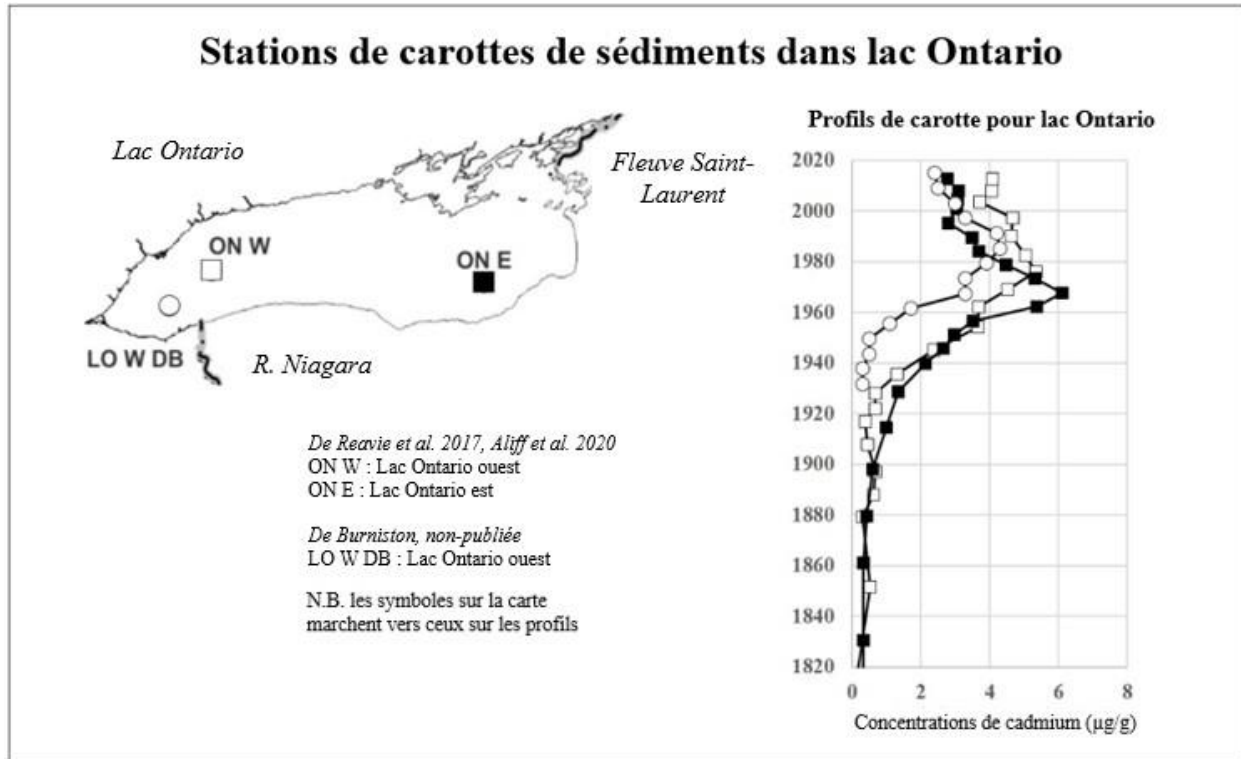 Stations de carottes de sédiments dans lac Ontario
Lac Ontario
Fleuve Saint-
Laurent
ON W
ON E
LO W DB
R. Niagara
De Reavie et al. 2017, Aliff et al. 2020
ON W : Lac Ontario ouest
ON E : Lac Ontario est
De Burniston, non-publiée
LO W DB : Lac Ontario ouest
N.B. les symboles sur la carte
marchent vers ceux sur les profils
Profils de carotte pour lac Ontario
2020
2000
1980
1960
1940
1920
1900
1880
1860
1840
1820
0 2 4 6 8
Concentrations de cadmium (µg/g)